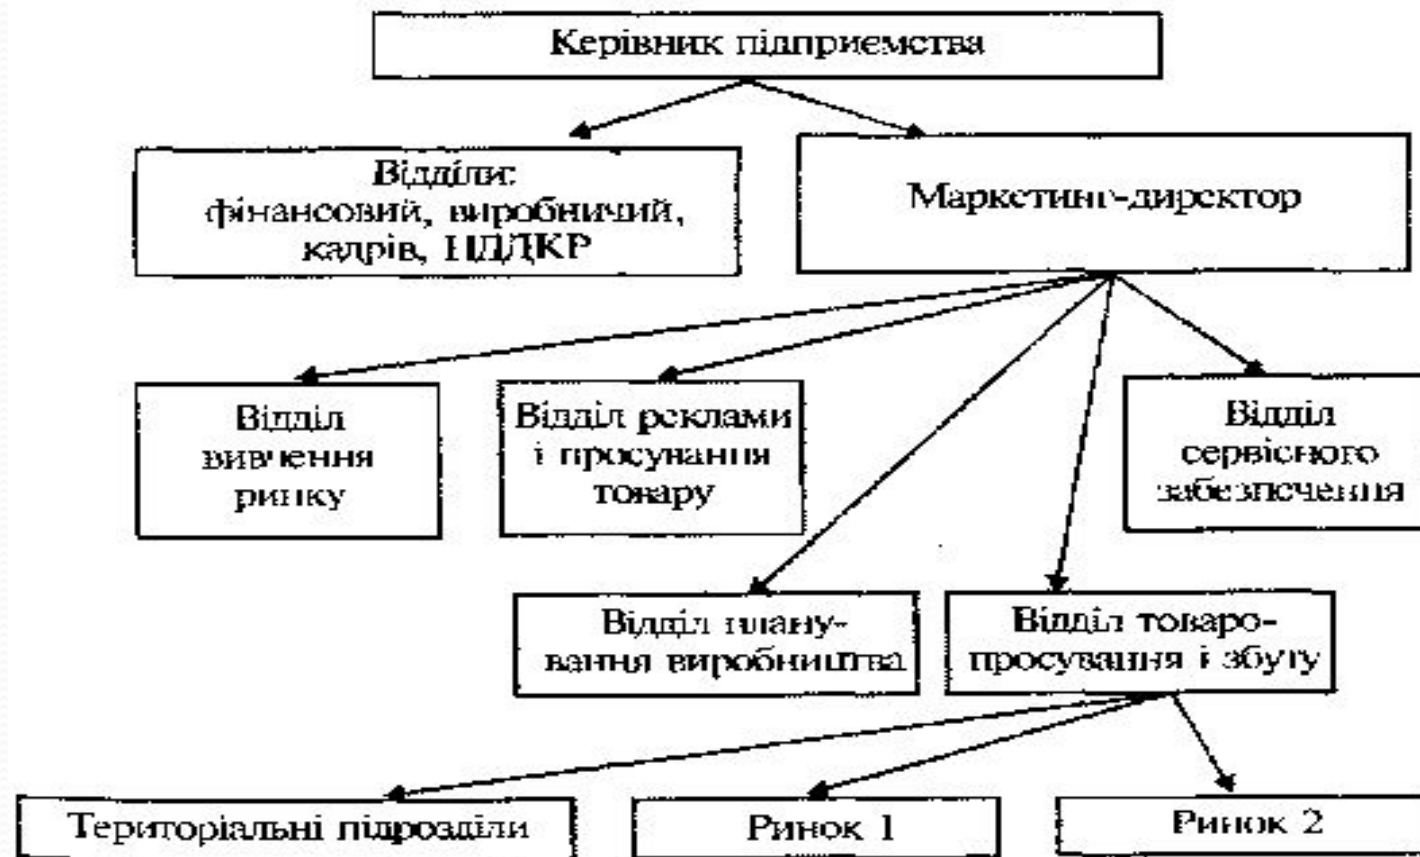 Керівник підприємства
Відділи:
фінансовий, виробничий,
кадрів, НДДКР
Маркетинг-директор
Відділ
вивчення
ринку
Відділ реклами
і просування
товару
Відділ
сервісного
забезпечення
Відділ плану-
вання виробництва
Відділ товаро-
просування і збуту
Територіальні підрозділи
Ринок 1
Ринок 2